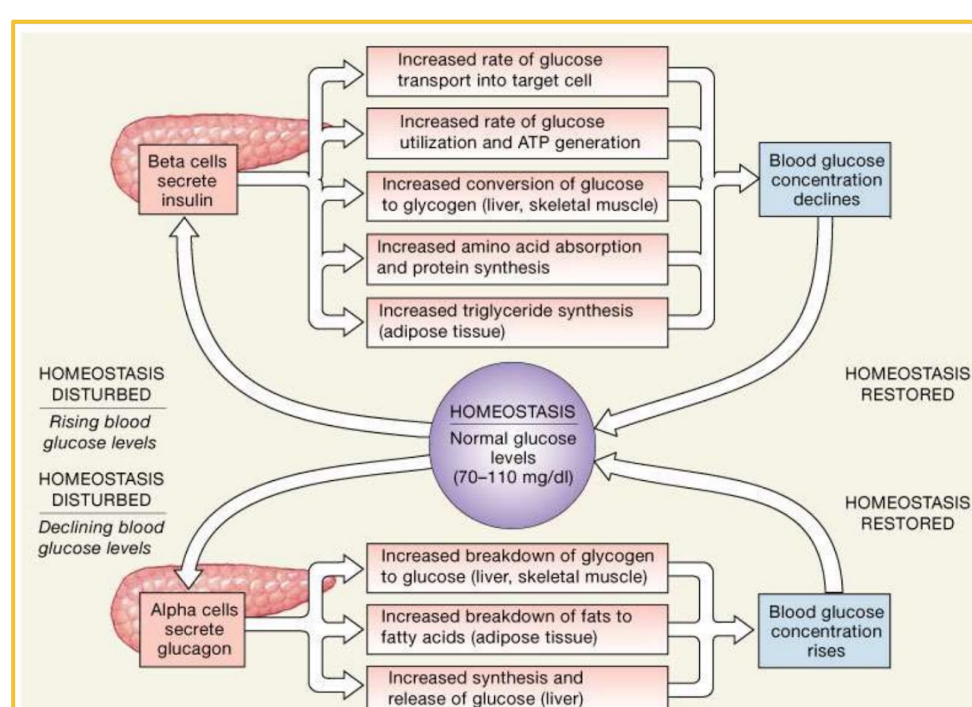 Increased rate of glucose
transport into target cell
Increased rate of glucose
utilization and ATP generation
Beta cells
secrete
insulin
Increased conversion of glucose
to glycogen (liver, skeletal muscle)
Increased amino acid absorption
and protein synthesis
Increased triglyceride synthesis
(adipose tissue)
Blood glucose
concentration
declines
HOMEOSTASIS
DISTURBED
Rising blood
glucose levels
HOMEOSTASIS
Normal glucose
levels
(70–110 mg/dl)
HOMEOSTASIS
RESTORED
HOMEOSTASIS
DISTURBED
Declining blood
glucose levels
HOMEOSTASIS
RESTORED
Alpha cells
secrete
glucagon
Increased breakdown of glycogen
to glucose (liver, skeletal muscle)
Increased breakdown of fats to
fatty acids (adipose tissue)
Increased synthesis and
release of glucose (liver)
Blood glucose
concentration
rises